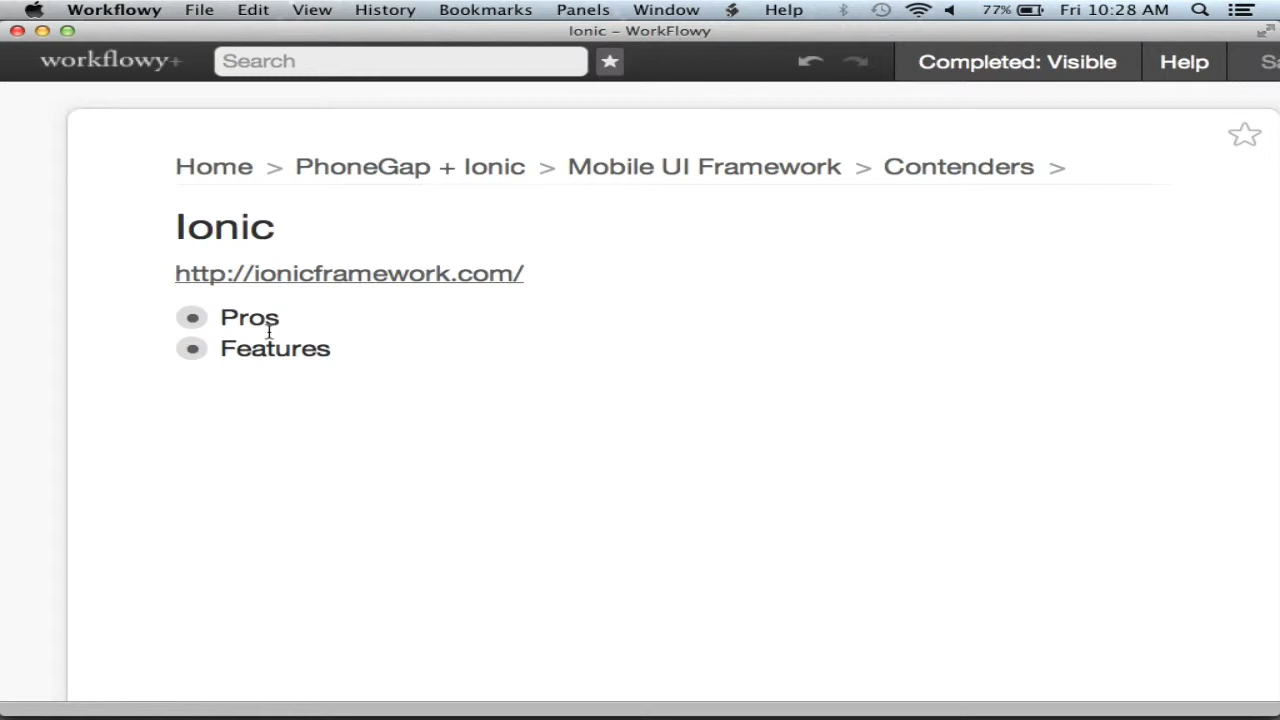 Workflowy File Edit View History Bookmarks Panels Window Help 77% Fri 10:28 AM
Ionic – WorkFlowy
workflowy+ Search Completed: Visible Help
Home > PhoneGap + Ionic > Mobile UI Framework > Contenders >
Ionic
http://ionicframework.com/
Pros
Features